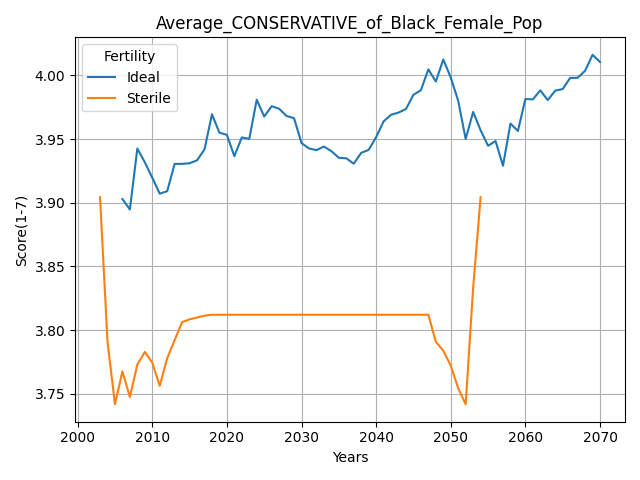 Average_CONSERVATIVE_of_Black_Female_Pop
Fertility
Ideal
Sterile
4.00
3.95
3.90
3.85
3.80
3.75
Score(1-7)
2000 2010 2020 2030 2040 2050 2060 2070
Years